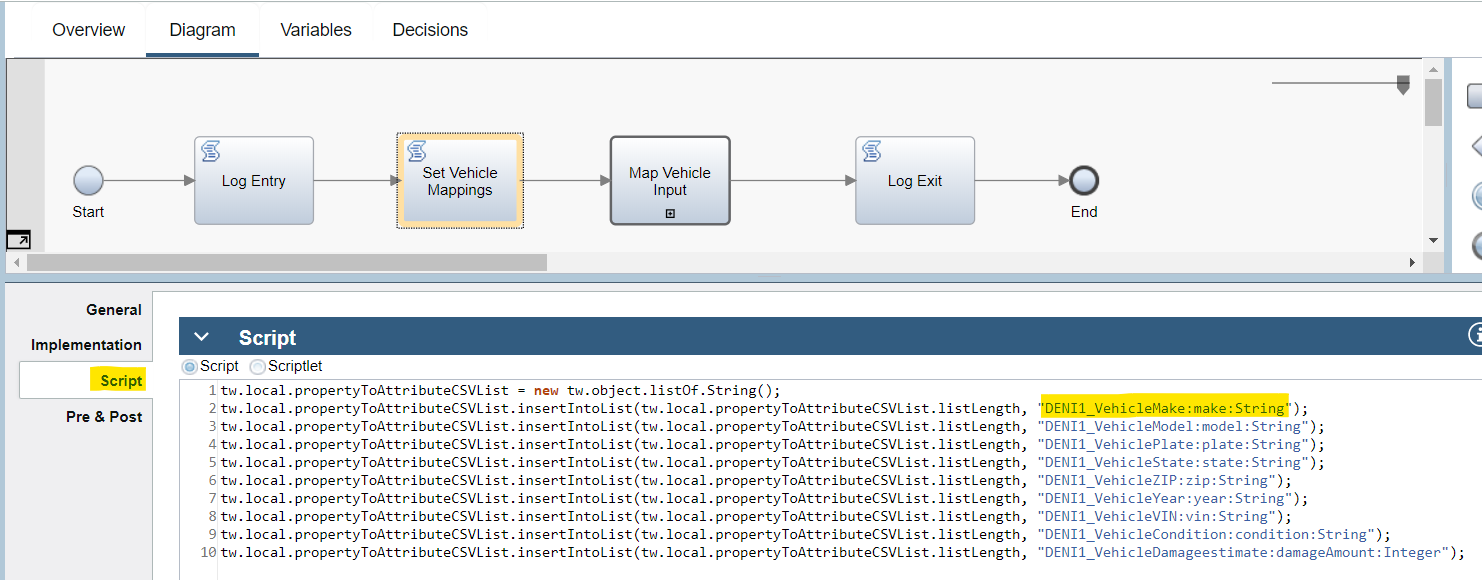 Overview Diagram Variables Decisions
Log Entry
Set Vehicle
Mappings
Map Vehicle
Input
Log Exit
Start
End
General
Implementation
Script
Pre & Post
Script
Script Scriptlet
1 tw.local.propertyToAttributeCSVList = new tw.object.listOf.String();
2 tw.local.propertyToAttributeCSVList.insertIntoList(tw.local.propertyToAttributeCSVList.listLength, "DENI1_VehicleMake:make:String");
3 tw.local.propertyToAttributeCSVList.insertIntoList(tw.local.propertyToAttributeCSVList.listLength, "DENI1_VehicleModel:model:String");
4 tw.local.propertyToAttributeCSVList.insertIntoList(tw.local.propertyToAttributeCSVList.listLength, "DENI1_VehiclePlate:plate:String");
5 tw.local.propertyToAttributeCSVList.insertIntoList(tw.local.propertyToAttributeCSVList.listLength, "DENI1_VehicleState:state:String");
6 tw.local.propertyToAttributeCSVList.insertIntoList(tw.local.propertyToAttributeCSVList.listLength, "DENI1_VehicleZIP:zip:String");
7 tw.local.propertyToAttributeCSVList.insertIntoList(tw.local.propertyToAttributeCSVList.listLength, "DENI1_VehicleYear:year:String");
8 tw.local.propertyToAttributeCSVList.insertIntoList(tw.local.propertyToAttributeCSVList.listLength, "DENI1_VehicleVIN:vin:String");
9 tw.local.propertyToAttributeCSVList.insertIntoList(tw.local.propertyToAttributeCSVList.listLength, "DENI1_VehicleCondition:condition:String");
10 tw.local.propertyToAttributeCSVList.insertIntoList(tw.local.propertyToAttributeCSVList.listLength, "DENI1_VehicleDamageestimate:damageAmount:Integer");